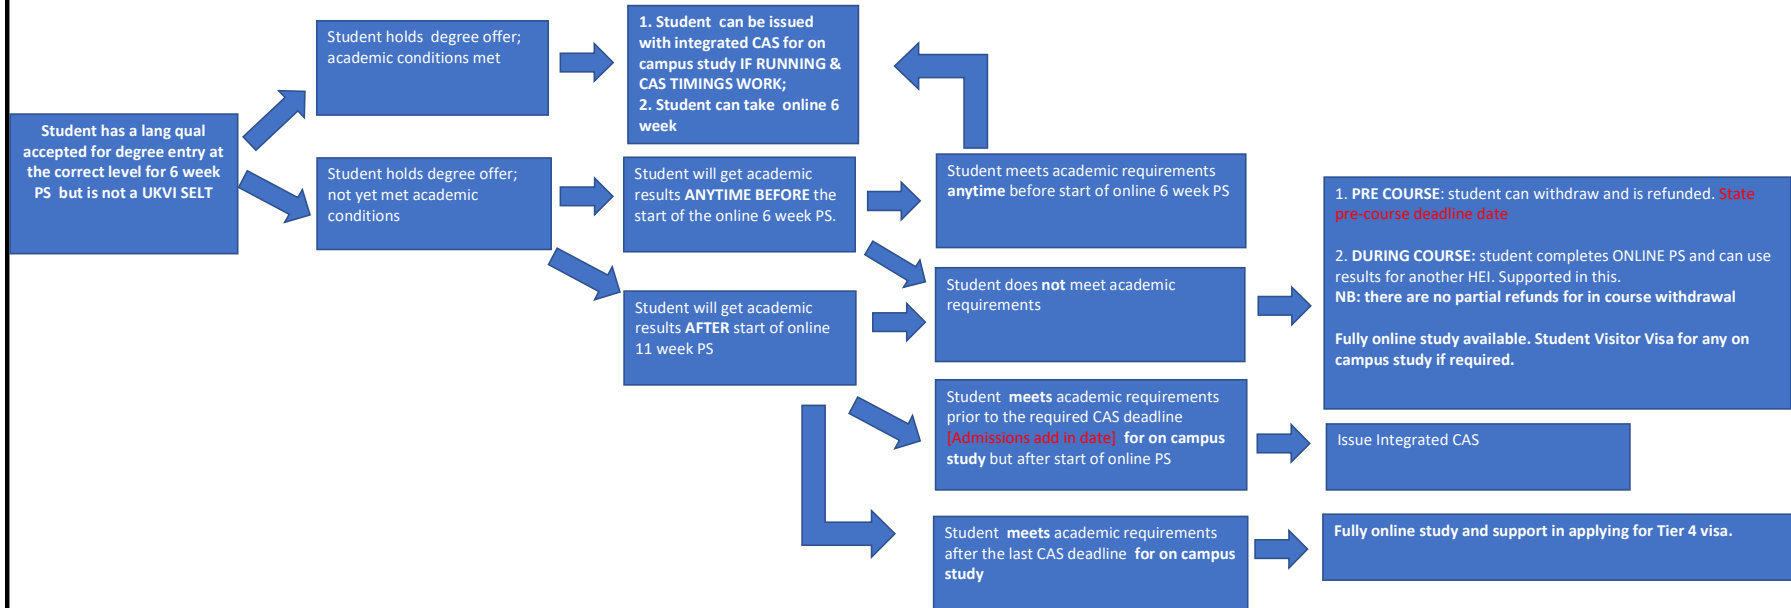 Student has a lang qual
accepted for degree entry at
the correct level for 6 week
PS but is not a UKVI SELT
Student holds degree offer;
academic conditions met
1. Student can be issued
with integrated CAS for on
campus study IF RUNNING &
CAS TIMINGS WORK;
2. Student can take online 6
week
Student holds degree offer;
not yet met academic
conditions
Student will get academic
results ANYTIME BEFORE the
start of the online 6 week PS.
Student meets academic requirements
anytime before start of online 6 week PS
Student will get academic
results AFTER start of online
11 week PS
Student does not meet academic
requirements
1. PRE COURSE: student can withdraw and is refunded. State
pre-course deadline date
2. DURING COURSE: student completes ONLINE PS and can use
results for another HEI. Supported in this.
NB: there are no partial refunds for in course withdrawal
Fully online study available. Student Visitor Visa for any on
campus study if required.
Student meets academic requirements
prior to the required CAS deadline
[Admissions add in date] for on campus
study but after start of online PS
Issue Integrated CAS
Student meets academic requirements
after the last CAS deadline for on campus
study
Fully online study and support in applying for Tier 4 visa.